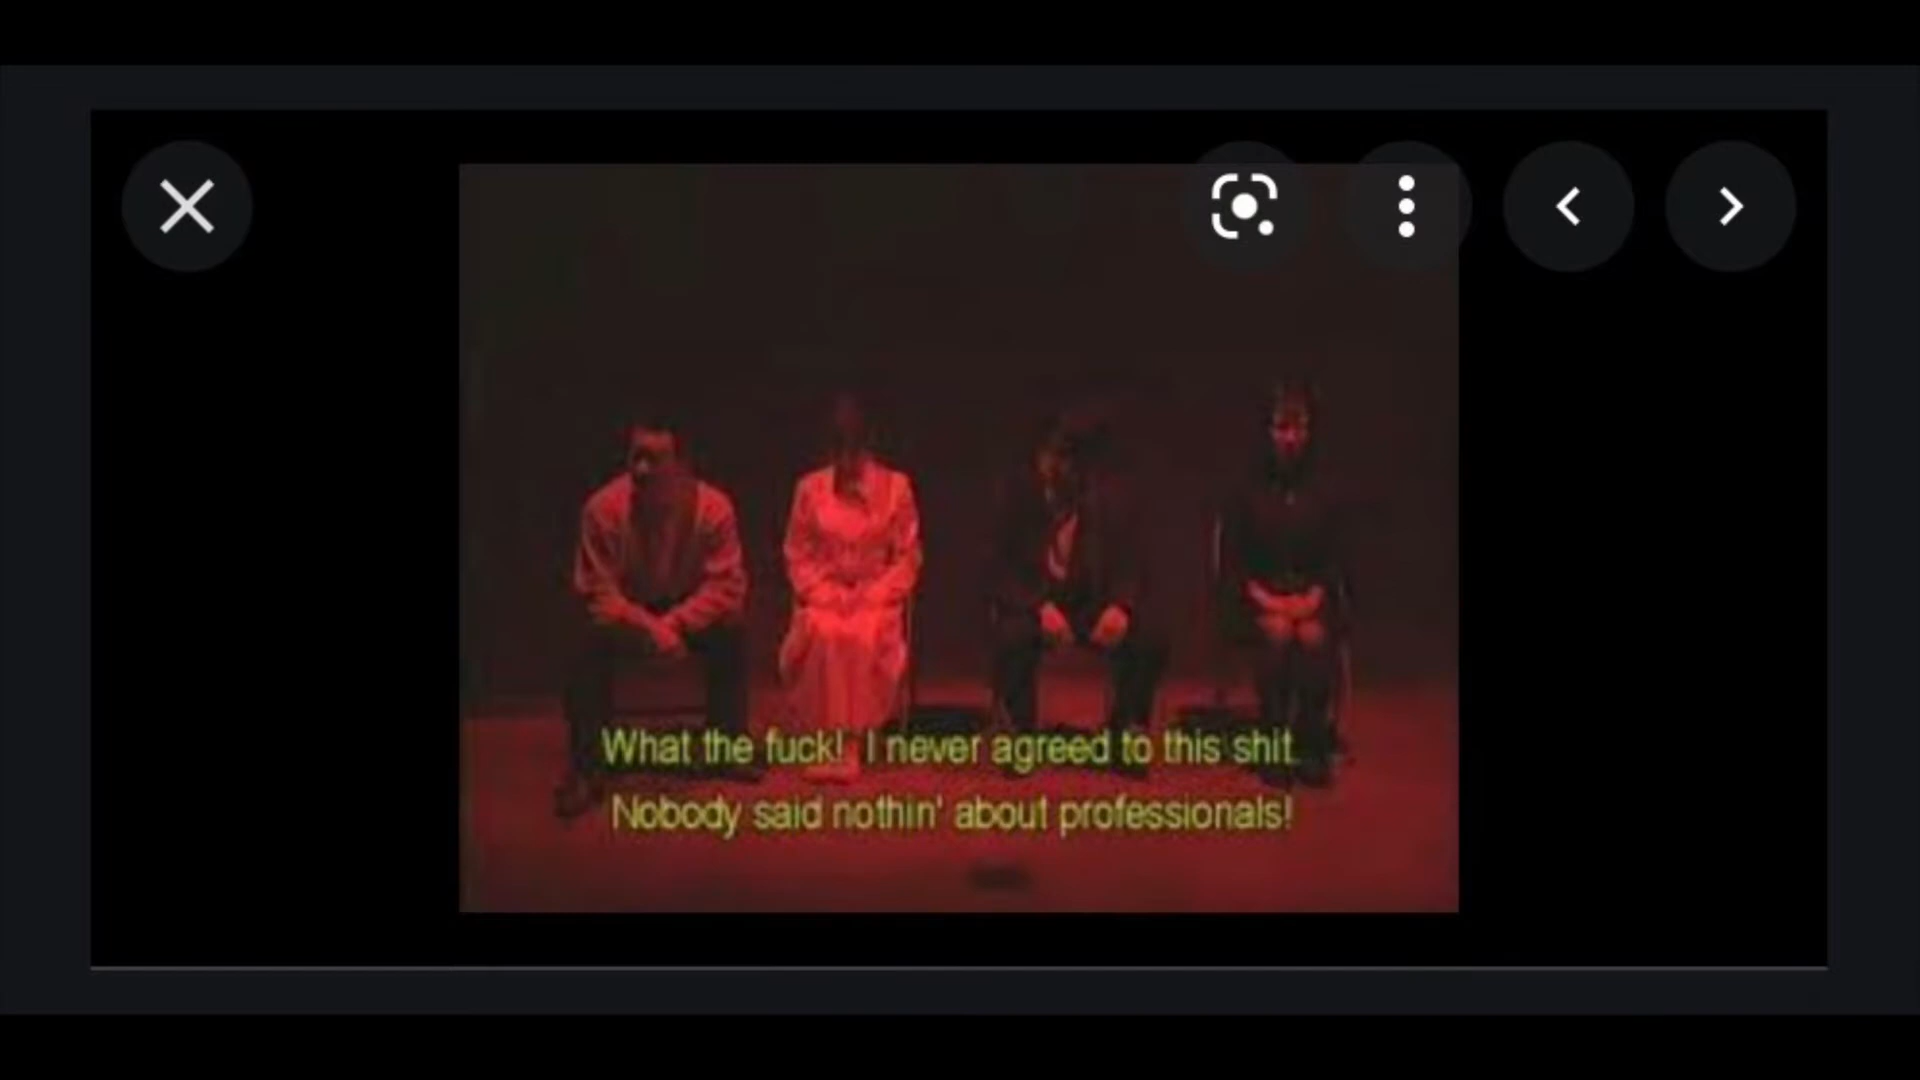 What the fuck! I never agreed to this shit.
Nobody said nothin' about professionals!